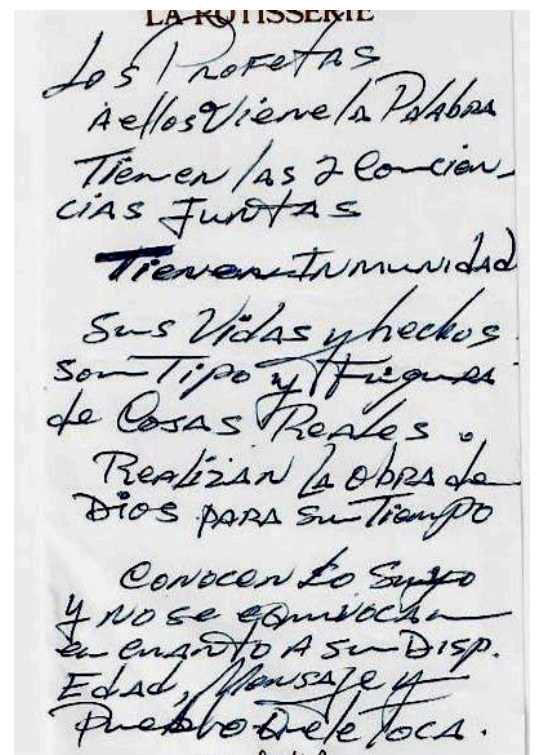 LA ROTISSERIE
Los Profetas
A ellos Viene la Palabra
Tienen las 2 Concien-
cias Juntas
Tienen Inmunidad
Sus Vidas y hechos
son Tipo y Figura
de Cosas Reales.
Realizan la obra de
Dios para su Tiempo
Conocen Lo Suyo
y no se equivocan
en cuanto a su Disp.
Edad, Mensaje y
Pueblo que le toca.